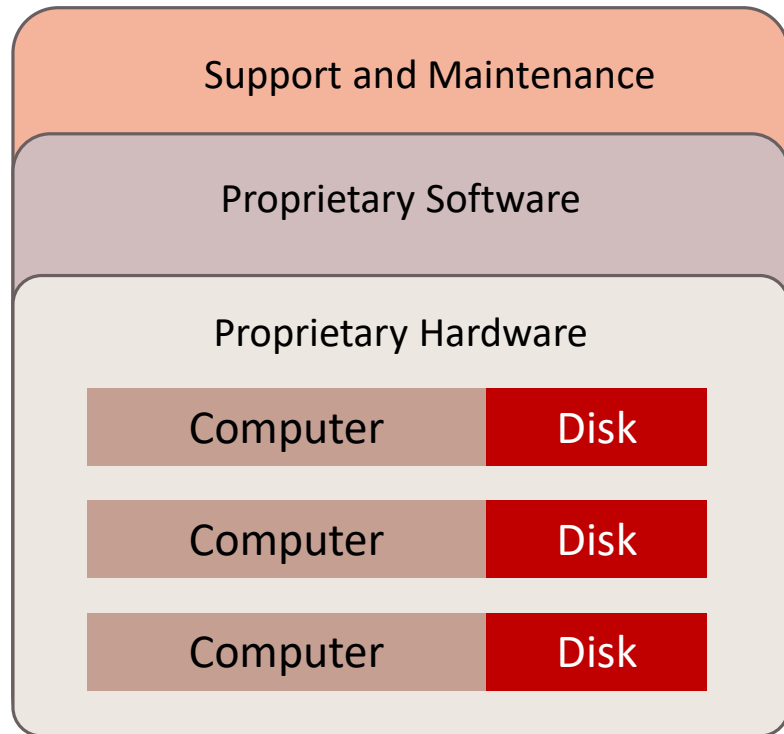 Support and Maintenance
Proprietary Software
Proprietary Hardware
Computer Disk
Computer Disk
Computer Disk